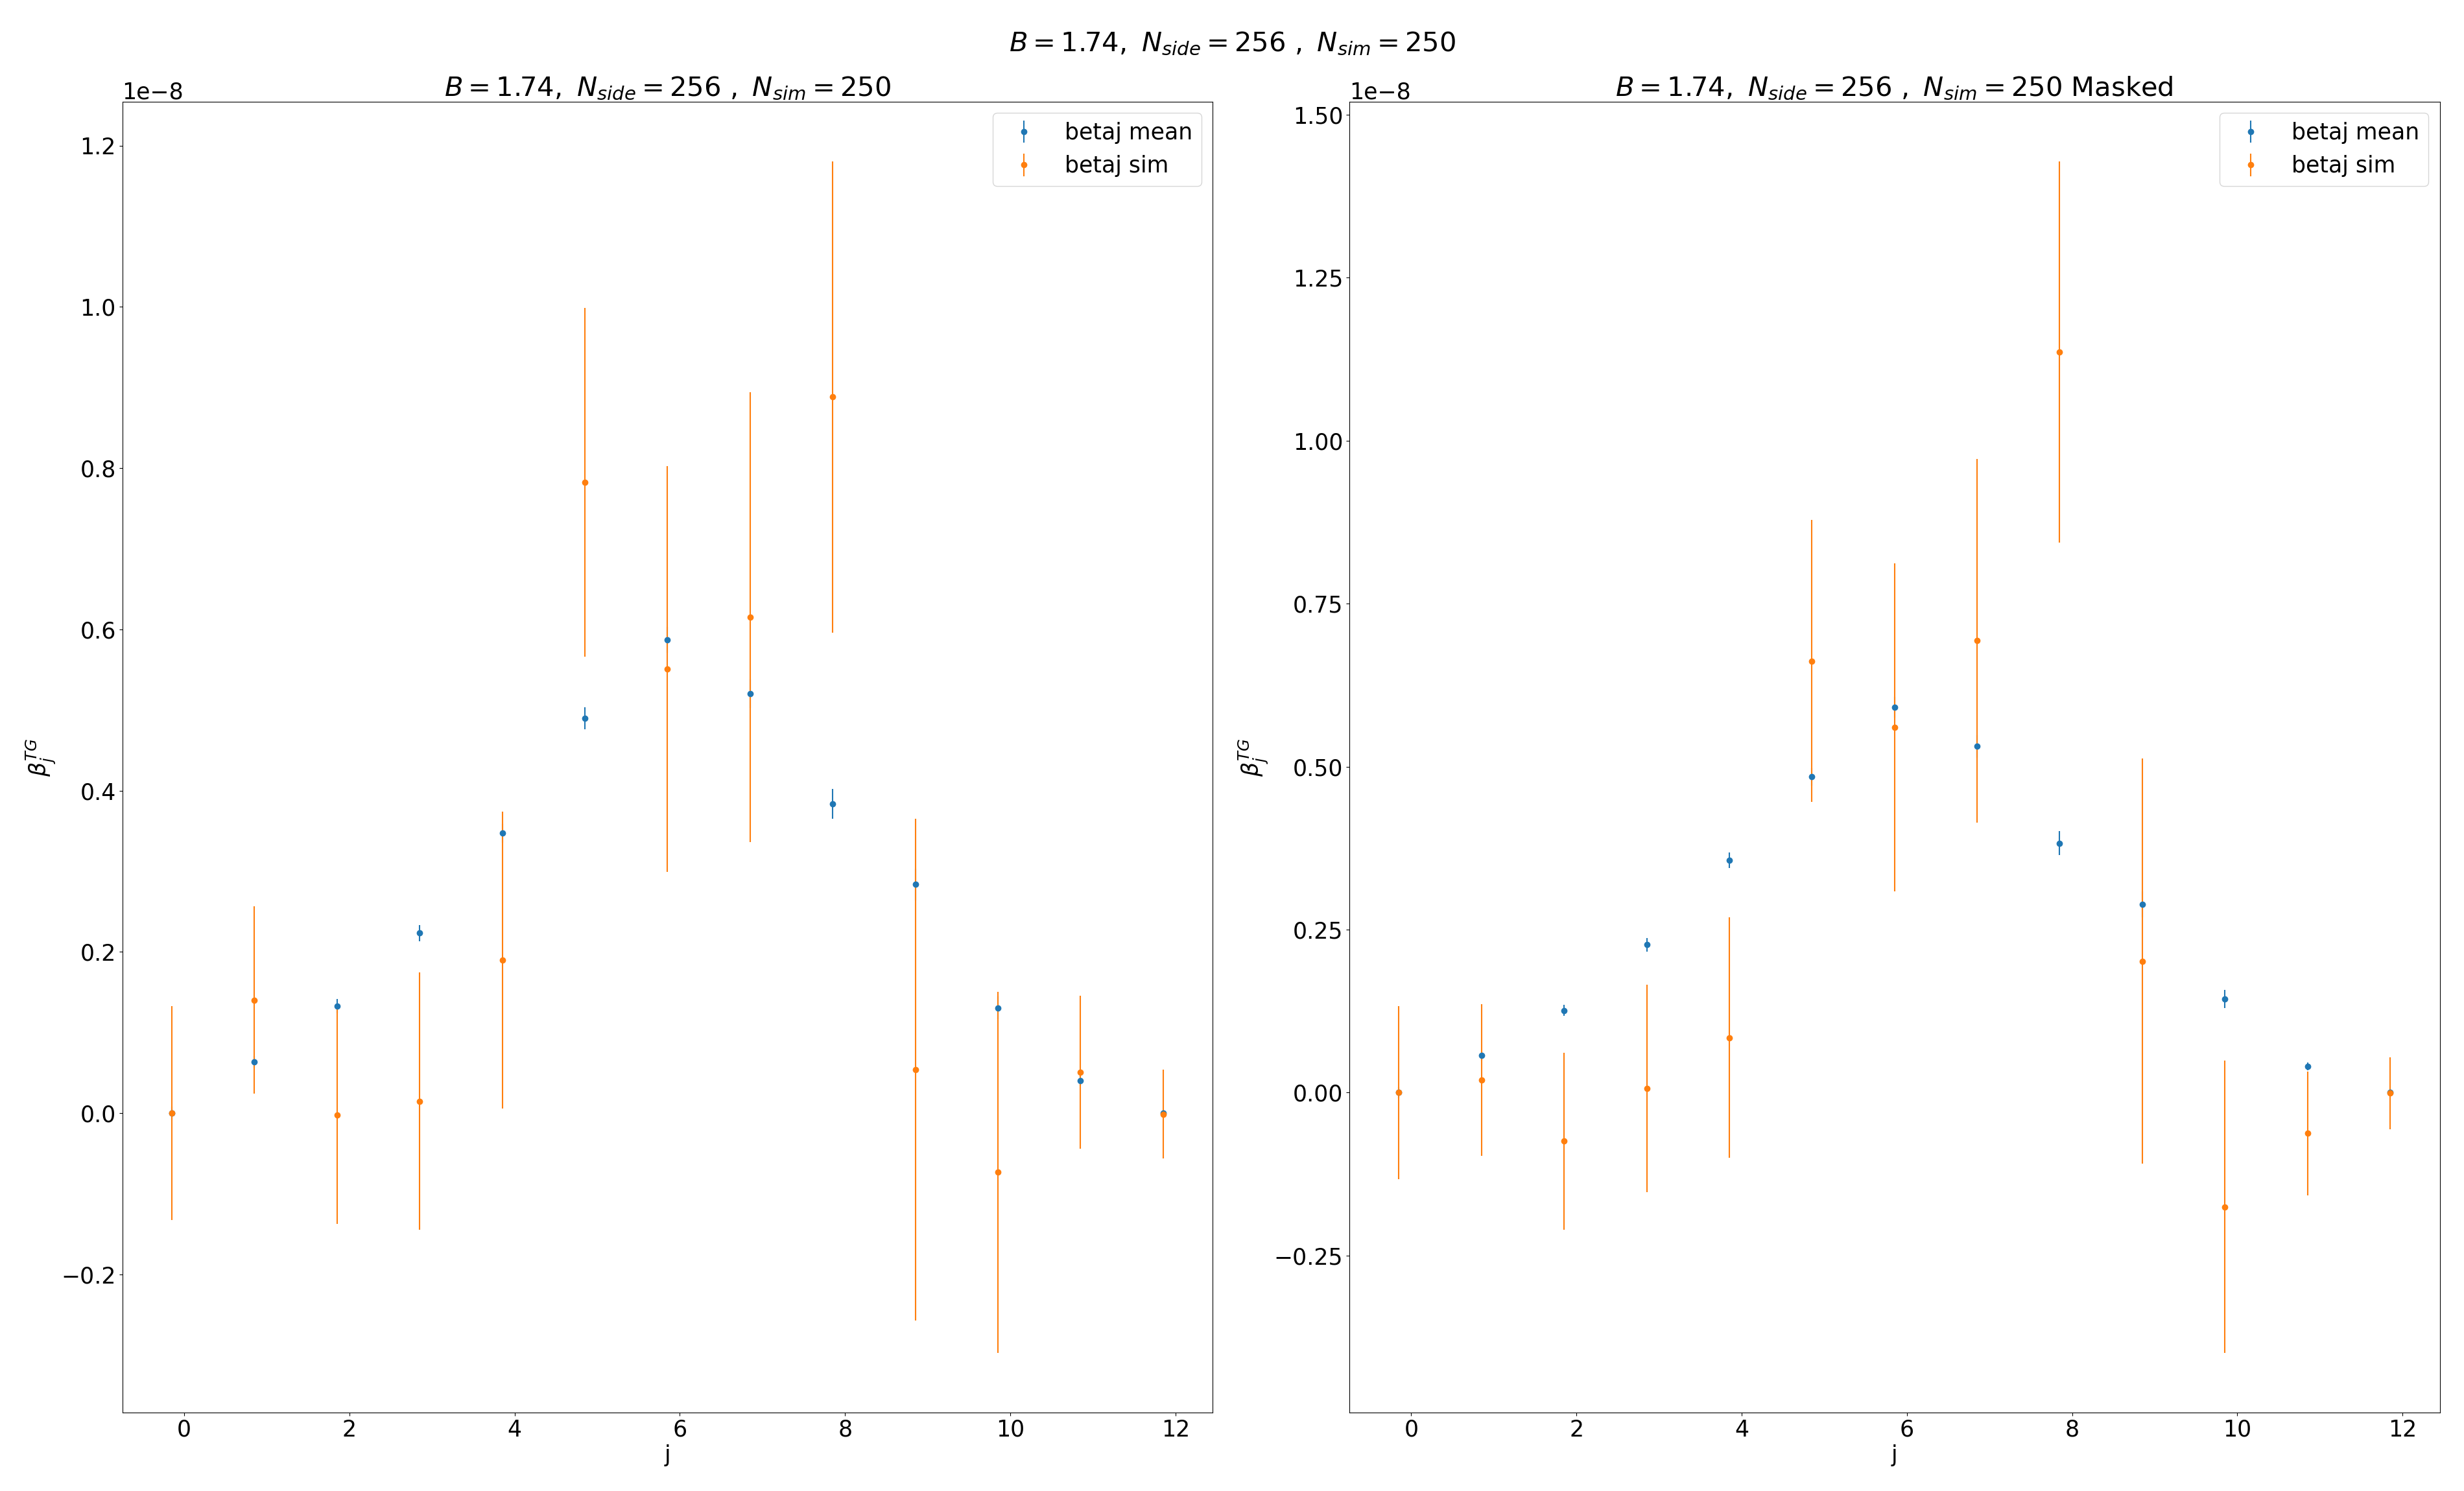 B = 1.74, N_side = 256 , N_sim = 250
1e−8
B = 1.74, N_side = 256 , N_sim = 250
betaj mean
betaj sim
1.2
1.0
0.8
0.6
0.4
0.2
0.0
−0.2
β_j^TG
0 2 4 6 8 10 12
j
1e−8
B = 1.74, N_side = 256 , N_sim = 250 Masked
betaj mean
betaj sim
1.50
1.25
1.00
0.75
0.50
0.25
0.00
−0.25
β_j^TG
0 2 4 6 8 10 12
j